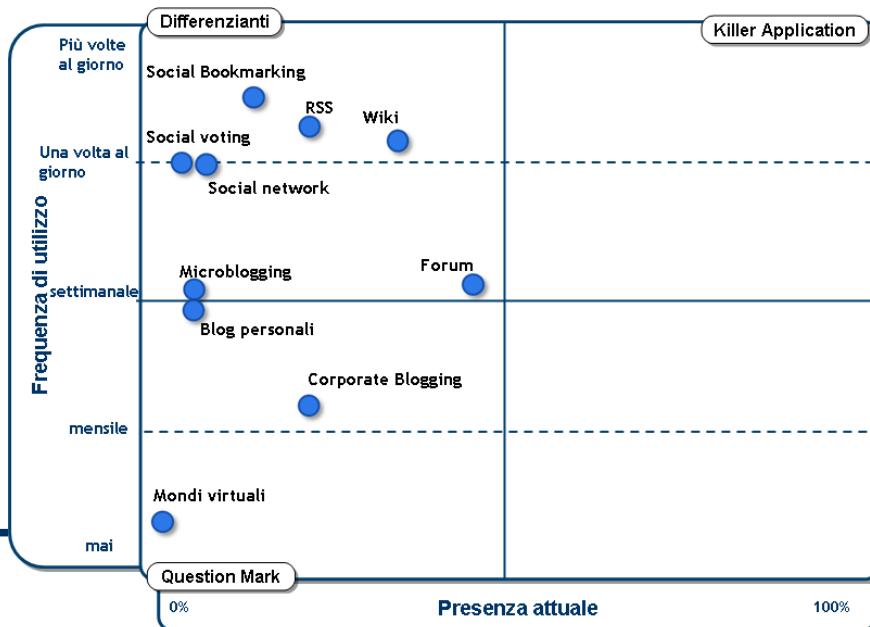 Differenzianti
Killer Application
Più volte
al giorno
Social Bookmarking
RSS
Wiki
Social voting
Una volta al
giorno
Social network
Frequenza di utilizzo
Microblogging
Forum
settimanale
Blog personali
Corporate Blogging
mensile
Mondi virtuali
mai
Question Mark
0%
Presenza attuale
100%